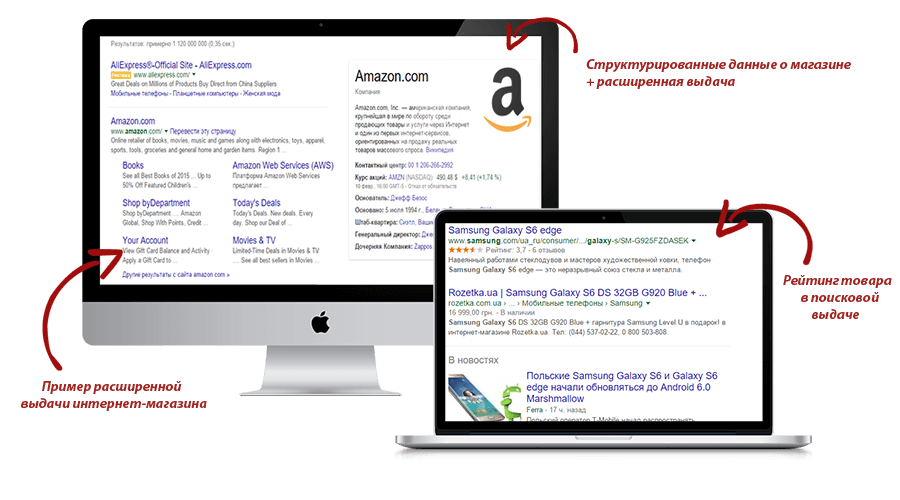 Результатов: примерно 1 120 000 000 (0,35 сек.)
AliExpress®-Official Site - AliExpress.com
Реклама www.aliexpress.com/
Great Deals on Millions of Products Buy Direct from China Suppliers
Мобильные телефоны - Планшетные компьютеры - Женская мода
Amazon.com
www.amazon.com/ Перевести эту страницу
Online retailer of books, movies, music and games along with electronics, toys, apparel,
sports, tools, groceries and general home and garden items. Region 1 ...
Books
See all Best Books of 2015 ... Up to
50% Off Featured Children's ...
Amazon Web Services (AWS)
Платформа Amazon Web Services
предлагает ...
Shop byDepartment
Shop byDepartment ... Amazon
Global, Shop With Points, Credit ...
Today's Deals
Today's Deals. New deals. Every
day. Shop our Deal of ...
Your Account
View Gift Card Balance and Activity ·
Apply a Gift Card to ...
Movies & TV
Limited-Time Deals in Movies & TV
... See all best sellers in Movies ...
Другие результаты с сайта amazon.com »
Amazon.com
Компания
Amazon.com, Inc. — американская компания,
крупнейшая в мире по обороту среди
продающих товары и услуги через Интернет
и один из первых интернет-сервисов,
ориентированных на продажу реальных
товаров массового спроса. Википедия
Контактный центр: 00 1 206-266-2992
Курс акций: AMZN (NASDAQ) 490,48 $ +8,41 (+1,74 %)
10 февр., 16:00 GMT-5 - Отказ от обязательств
Основатель: Джефф Безос
Основано: 5 июля 1994 г.,
Штаб-квартира: Сиэтл,
Генеральный директор:
Дочерняя Компания: Zappos
a
Структурированные данные о магазине
+ расширенная выдача
Samsung Galaxy S6 edge
www.samsung.com/ua_ru/consumer/.../galaxy-s/SM-G925FZDASEK
Рейтинг: 3,7 - 6 отзывов
Навеянный работами стеклодувов и мастеров художественной ковки, телефон
Samsung Galaxy S6 edge — это неразрывный союз стекла и металла.
Rozetka.ua | Samsung Galaxy S6 DS 32GB G920 Blue + ...
rozetka.com.ua › ... › Мобильные телефоны › Samsung
16 999,00 грн. - В наличии
Samsung Galaxy S6 DS 32GB G920 Blue + гарнитура Samsung Level U в подарок! в
интернет-магазине Rozetka.ua. Тел: (044) 537-02-22, 0 800 503-808.
В новостях
Польские Samsung Galaxy S6 и Galaxy S6
edge начали обновляться до Android 6.0
Marshmallow
Ferra - 17 ч. назад
Польский оператор T-Mobile начал распространять
Рейтинг товара
в поисковой
выдаче
Пример расширенной
выдачи интернет-магазина